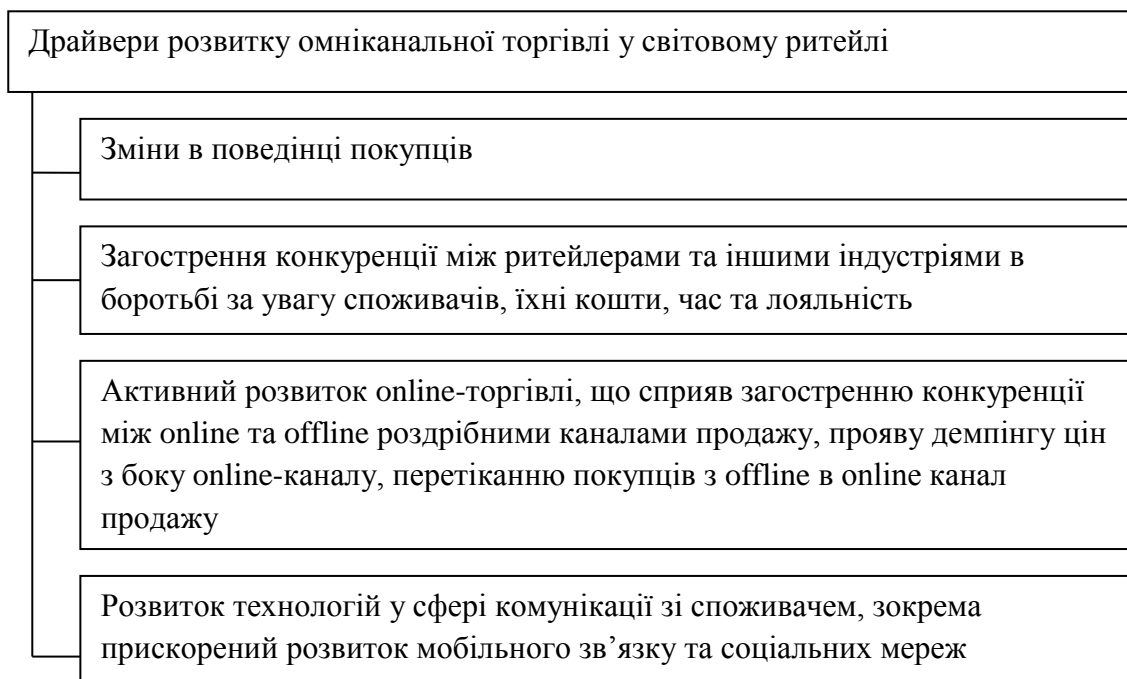 Драйвери розвитку омніканальної торгівлі у світовому ритейлі
Зміни в поведінці покупців
Загострення конкуренції між ритейлерами та іншими індустріями в
боротьбі за увагу споживачів, їхні кошти, час та лояльність
Активний розвиток online-торгівлі, що сприяв загостренню конкуренції
між online та offline роздрібними каналами продажу, прояву демпінгу цін
з боку online-каналу, перетіканню покупців з offline в online канал
продажу
Розвиток технологій у сфері комунікації зі споживачем, зокрема
прискорений розвиток мобільного зв’язку та соціальних мереж